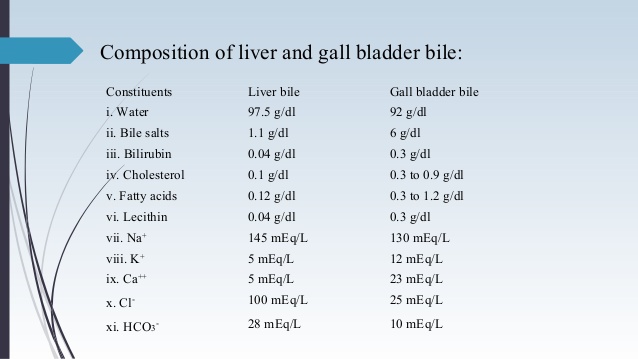 Composition of liver and gall bladder bile:
Constituents Liver bile Gall bladder bile
i. Water 97.5 g/dl 92 g/dl
ii. Bile salts 1.1 g/dl 6 g/dl
iii. Bilirubin 0.04 g/dl 0.3 g/dl
iv. Cholesterol 0.1 g/dl 0.3 to 0.9 g/dl
v. Fatty acids 0.12 g/dl 0.3 to 1.2 g/dl
vi. Lecithin 0.04 g/dl 0.3 g/dl
vii. Na⁺ 145 mEq/L 130 mEq/L
viii. K⁺ 5 mEq/L 12 mEq/L
ix. Ca⁺⁺ 5 mEq/L 23 mEq/L
x. Cl⁻ 100 mEq/L 25 mEq/L
xi. HCO₃⁻ 28 mEq/L 10 mEq/L